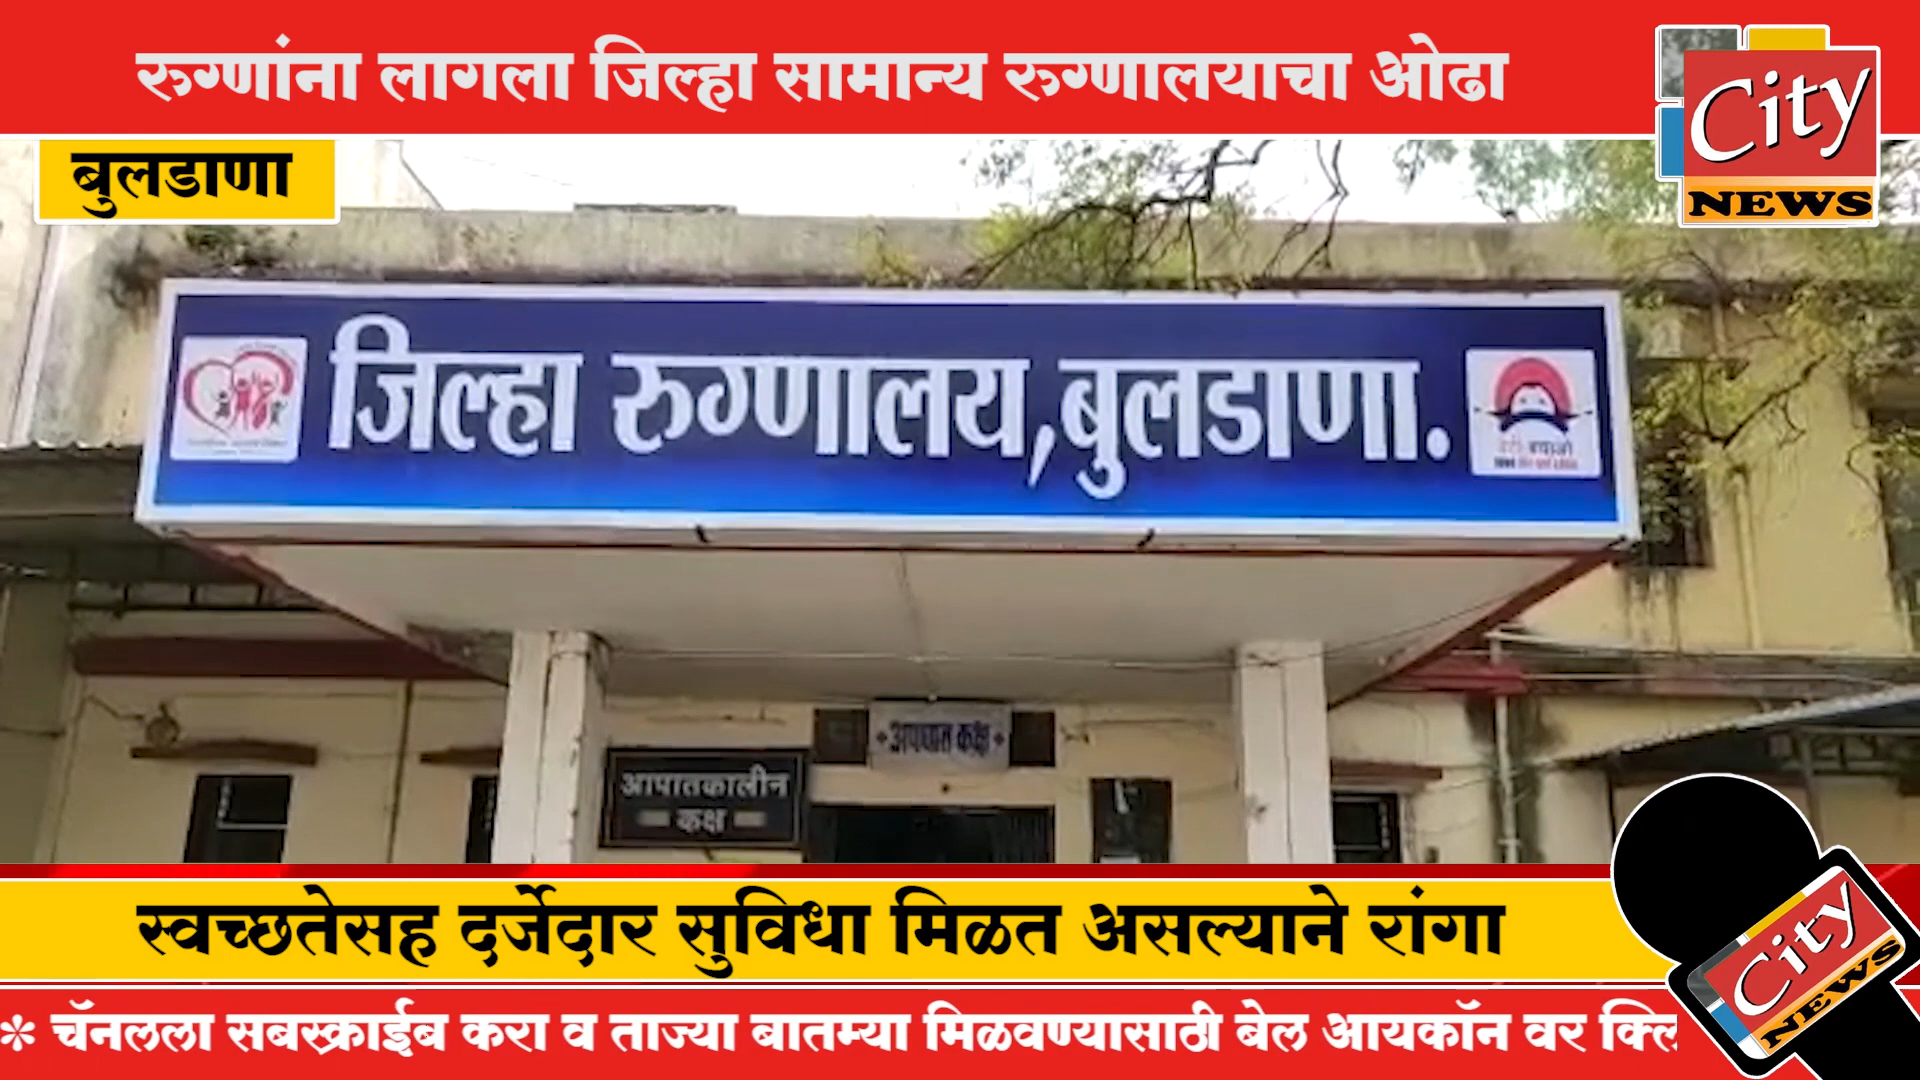 रुग्णांना लागला जिल्हा सामान्य रुग्णालयाचा ओढा
City
NEWS
बुलडाणा
जिल्हा रुग्णालय, बुलडाणा.
अपघात कक्ष
आपातकालीन
कक्ष
स्वच्छतेसह दर्जेदार सुविधा मिळत असल्याने रांगा
City
NEWS
* चॅनलला सबस्क्राईब करा व ताज्या बातम्या मिळवण्यासाठी बेल आयकॉन वर क्लि